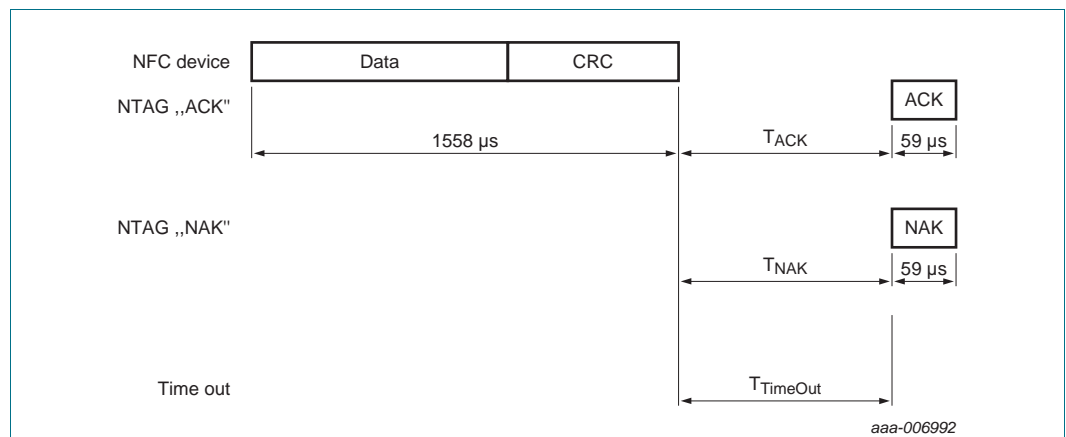 NFC device Data CRC
NTAG ,,ACK" ACK
1558 µs TACK 59 µs
NTAG ,,NAK" NAK
TNAK 59 µs
Time out TTimeOut
aaa-006992